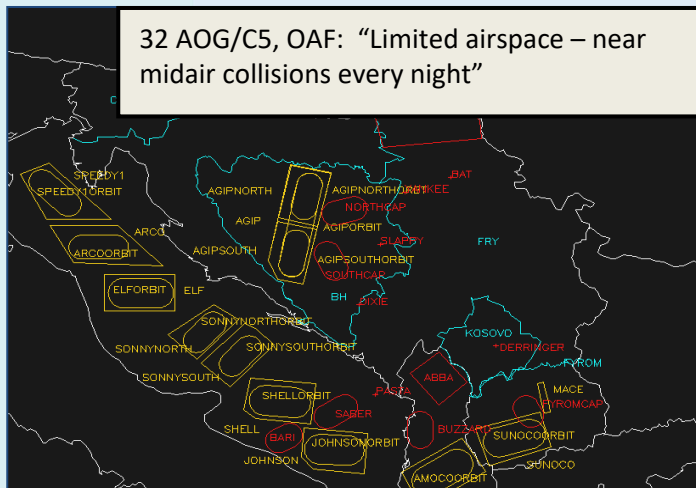 32 AOG/C5, OAF: “Limited airspace – near
midair collisions every night”
SPEEDY1
SPEEDY1ORBIT
ARCO
ARCOORBIT
ELFORBIT
ELF
AGIPNORTH
AGIPNORTHORBIT
NORTHCAP
BAT
AGIP
AGIPORBIT
SLAPPY
FRY
AGIPSOUTH
AGIPSOUTHORBIT
SOUTHCAP
BH
DIXIE
SONNYNORTHORBIT
SONNYNORTH
SONNYSOUTHORBIT
SONNYSOUTH
KOSOVO
DERRINGER
FYROM
SHELLORBIT
PASTA
ABBA
MACE
SABER
FYROMCAP
SHELL
BARI
JOHNSONORBIT
BUZZARD
SUNOCOORBIT
JOHNSON
SUNOCO
AMOCOORBIT